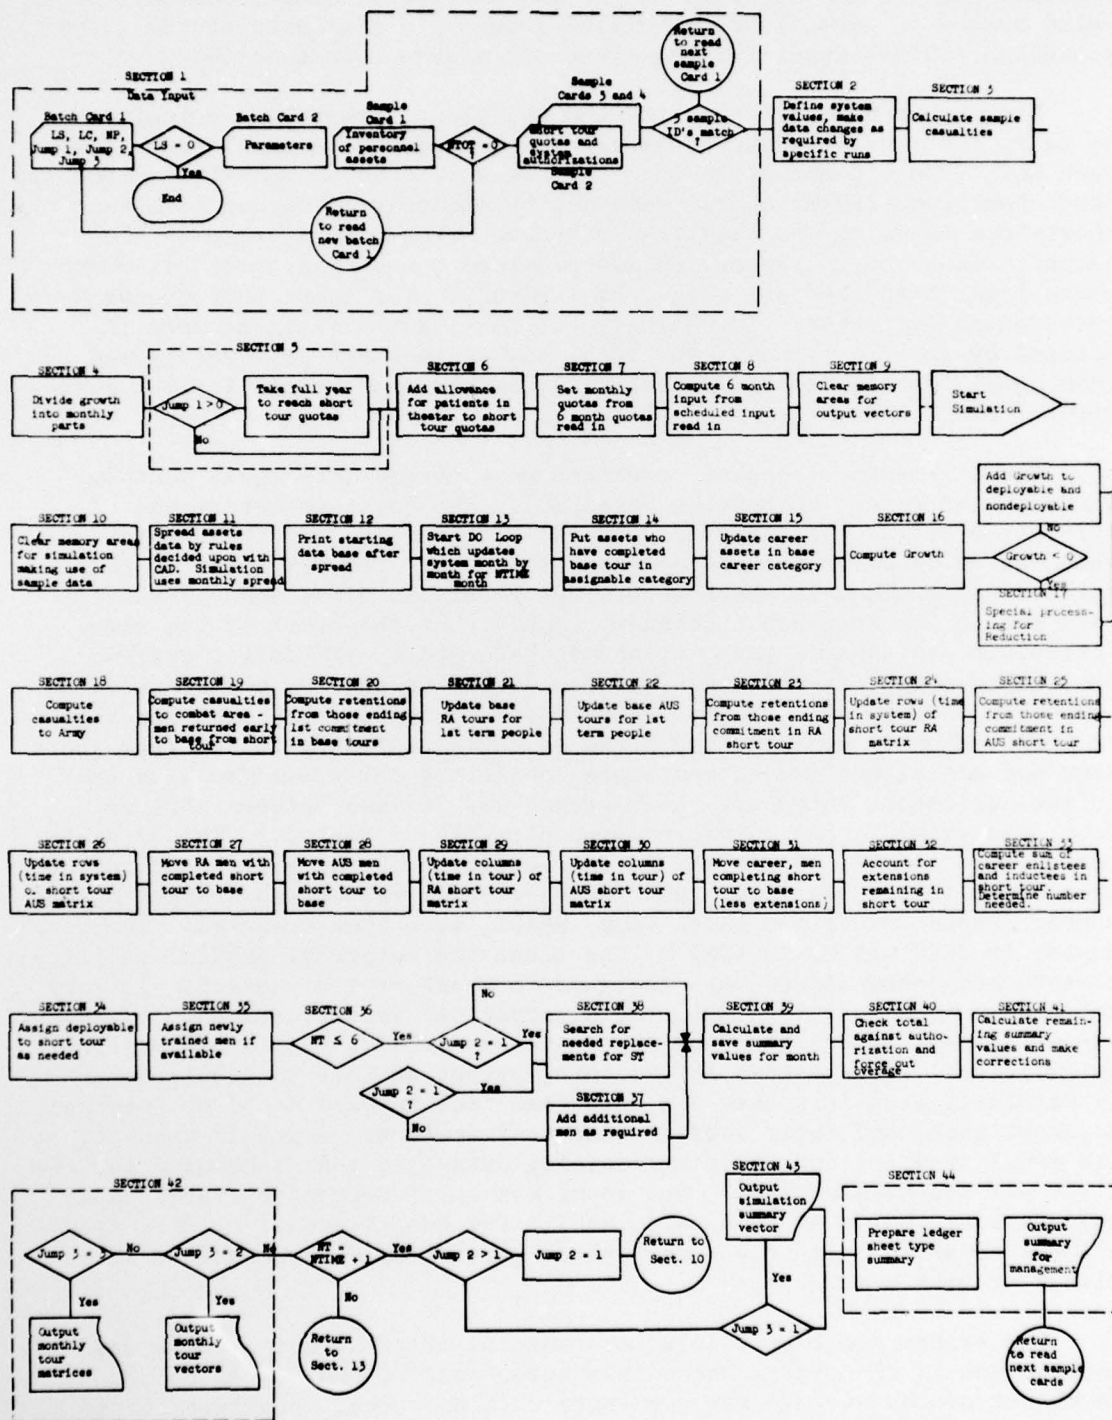 SECTION 1
Data Input
Batch Card 1
LS, LC, NP,
Jump 1, Jump 2,
Jump 3
LS = 0
?
Yes
End
Batch Card 2
Parameters
Sample
Card 1
Inventory
of personnel
assets
NTOT = 0
?
Return
to read
new batch
Card 1
Sample
Cards 3 and 4
Short tour
quotas and
system
authorizations
Sample
Card 2
Return
to read
next
sample
Card 1
3 sample
ID's match
?
SECTION 2
Define system
values, make
data changes as
required by
specific runs
SECTION 3
Calculate sample
casualties
SECTION 4
Divide growth
into monthly
parts
SECTION 5
Jump 1 > 0
No
Take full year
to reach short
tour quotas
SECTION 6
Add allowance
for patients in
theater to short
tour quotas
SECTION 7
Set monthly
quotas from
6 month quotas
read in
SECTION 8
Compute 6 month
input from
scheduled input
read in
SECTION 9
Clear memory
areas for
output vectors
Start
Simulation
SECTION 10
Clear memory areas
for simulation
making use of
sample data
SECTION 11
Spread assets
data by rules
decided upon with
CAD. Simulation
uses monthly spread
SECTION 12
Print starting
data base after
spread
SECTION 13
Start DO Loop
which updates
system month by
month for NTIME
month
SECTION 14
Put assets who
have completed
base tour in
assignable category
SECTION 15
Update career
assets in base
career category
SECTION 16
Compute Growth
Add Growth to
deployable and
nondeployable
No
Growth < 0
Yes
SECTION 17
Special process-
ing for
Reduction
SECTION 18
Compute
casualties
to Army
SECTION 19
Compute casualties
to combat area -
men returned early
to base from short
tour
SECTION 20
Compute retentions
from those ending
1st commitment
in base tours
SECTION 21
Update base
RA tours for
1st term people
SECTION 22
Update base AUS
tours for 1st
term people
SECTION 23
Compute retentions
from those ending
commitment in RA
short tour
SECTION 24
Update rows (time
in system) of
short tour RA
matrix
SECTION 25
Compute retentions
from those ending
commitment in
AUS short tour
SECTION 26
Update rows
(time in system)
o. short tour
AUS matrix
SECTION 27
Move RA men with
completed short
tour to base
SECTION 28
Move AUS men
with completed
short tour to
base
SECTION 29
Update columns
(time in tour) of
RA short tour
matrix
SECTION 30
Update columns
(time in tour) of
AUS short tour
matrix
SECTION 31
Move career, men
completing short
tour to base
(less extensions)
SECTION 32
Account for
extensions
remaining in
short tour
SECTION 33
Compute sum of
career enlistees
and inductees in
short tour.
Determine number
needed.
SECTION 34
Assign deployable
to short tour
as needed
SECTION 35
Assign newly
trained men if
available
SECTION 36
NT ≤ 6
Yes
No
Jump 2 = 1
?
Yes
Jump 2 = 1
?
Yes
No
SECTION 38
Search for
needed replace-
ments for ST
SECTION 37
Add additional
men as required
SECTION 39
Calculate and
save summary
values for month
SECTION 40
Check total
against autho-
rization and
force out
overage
SECTION 41
Calculate remain-
ing summary
values and make
corrections
SECTION 42
Jump 3 = 3
No
Yes
Output
monthly
tour
matrices
Jump 3 = 2
No
Yes
Output
monthly
tour
vectors
NT =
NTIME + 1
Yes
No
Return
to
Sect. 13
Jump 2 > 1
Jump 2 = 1
Return to
Sect. 10
SECTION 43
Output
simulation
summary
vector
Yes
Jump 3 = 1
SECTION 44
Prepare ledger
sheet type
summary
Output
summary
for
management
Return
to read
next sample
cards